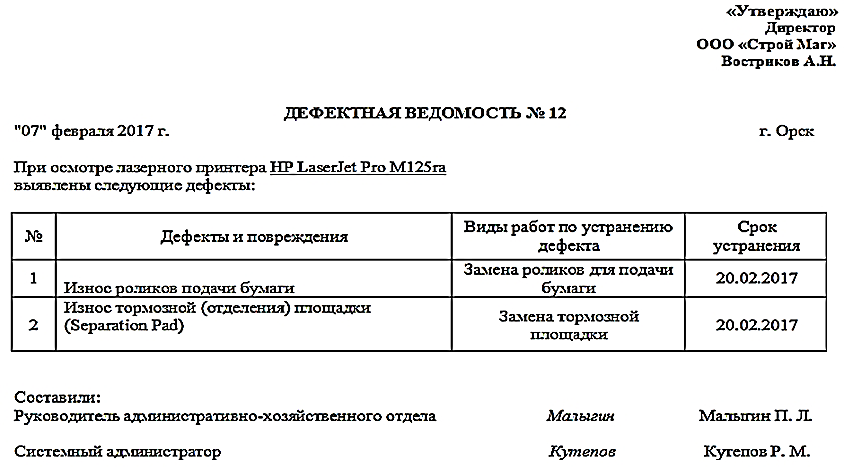 «Утверждаю»
Директор
ООО «Строй Маг»
Востриков А.Н.
ДЕФЕКТНАЯ ВЕДОМОСТЬ № 12
"07" февраля 2017 г. г. Орск
При осмотре лазерного принтера HP LaserJet Pro M125ra
выявлены следующие дефекты:
№ Дефекты и повреждения Виды работ по устранению дефекта Срок устранения
1 Износ роликов подачи бумаги Замена роликов для подачи бумаги 20.02.2017
2 Износ тормозной (отделения) площадки (Separation Pad) Замена тормозной площадки 20.02.2017
Составили:
Руководитель административно-хозяйственного отдела Малыгин Малыгин П. Л.
Системный администратор Кутепов Кутепов Р. М.